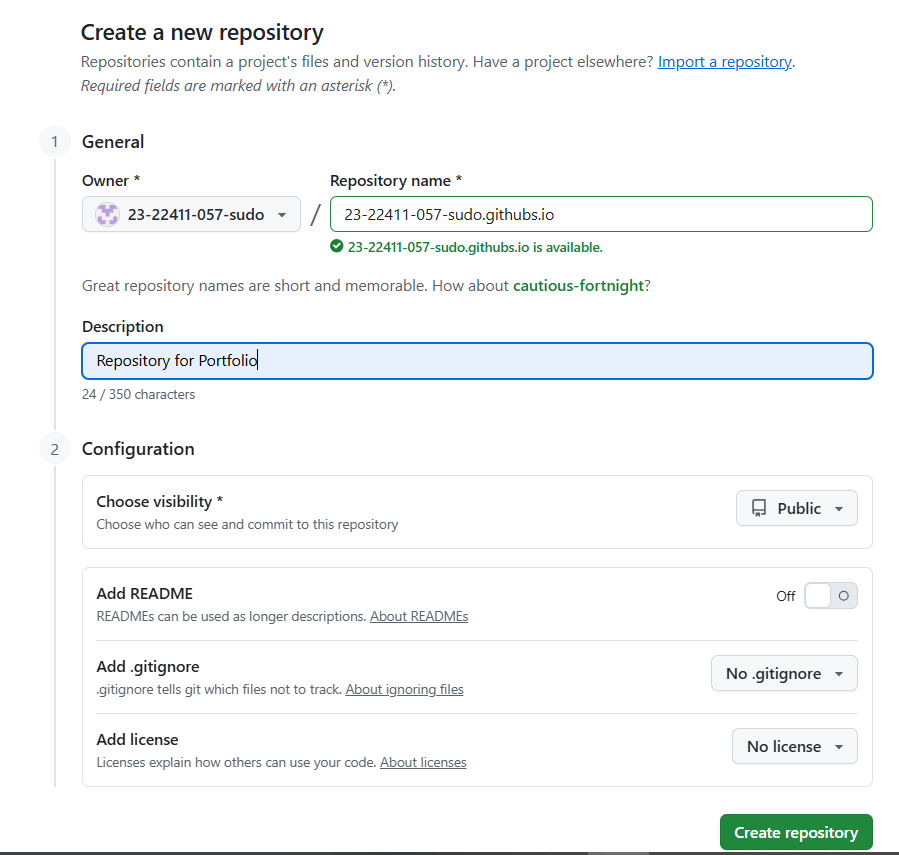 Create a new repository
Repositories contain a project's files and version history. Have a project elsewhere? Import a repository.
Required fields are marked with an asterisk (*).
1 General
Owner * Repository name *
23-22411-057-sudo / 23-22411-057-sudo.githubs.io
23-22411-057-sudo.githubs.io is available.
Great repository names are short and memorable. How about cautious-fortnight?
Description
Repository for Portfolio
24 / 350 characters
2 Configuration
Choose visibility * Public
Choose who can see and commit to this repository
Add README Off
READMEs can be used as longer descriptions. About READMEs
Add .gitignore No .gitignore
.gitignore tells git which files not to track. About ignoring files
Add license No license
Licenses explain how others can use your code. About licenses
Create repository